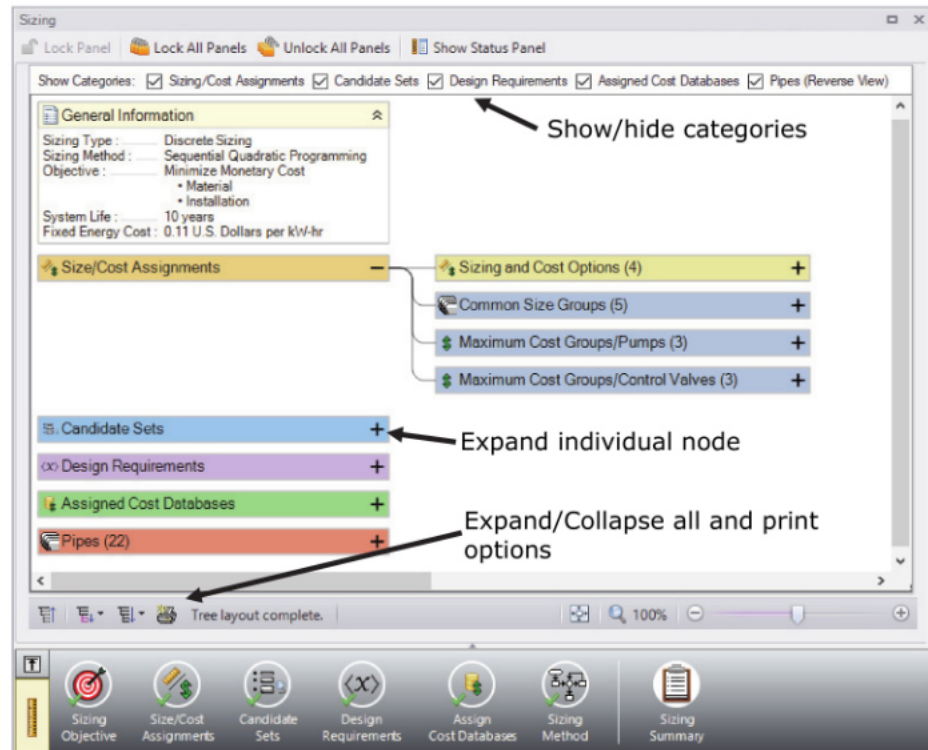 Sizing
Lock Panel Lock All Panels Unlock All Panels Show Status Panel
Show Categories: Sizing/Cost Assignments Candidate Sets Design Requirements Assigned Cost Databases Pipes (Reverse View)
General Information
Show/hide categories
Sizing Type : Discrete Sizing
Sizing Method : Sequential Quadratic Programming
Objective : Minimize Monetary Cost
• Material
• Installation
System Life : 10 years
Fixed Energy Cost : 0.11 U.S. Dollars per kW-hr
Size/Cost Assignments
Sizing and Cost Options (4)
Common Size Groups (5)
Maximum Cost Groups/Pumps (3)
Maximum Cost Groups/Control Valves (3)
Candidate Sets
Expand individual node
Design Requirements
Assigned Cost Databases
Expand/Collapse all and print
options
Pipes (22)
Tree layout complete. 100%
Sizing
Objective
Size/Cost
Assignments
Candidate
Sets
Design
Requirements
Assign
Cost Databases
Sizing
Method
Sizing
Summary